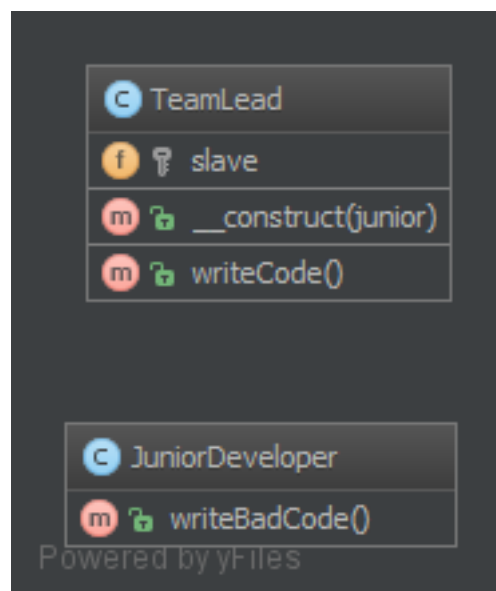 C TeamLead
f slave
m __construct(junior)
m writeCode()
C JuniorDeveloper
m writeBadCode()
Powered by yFiles